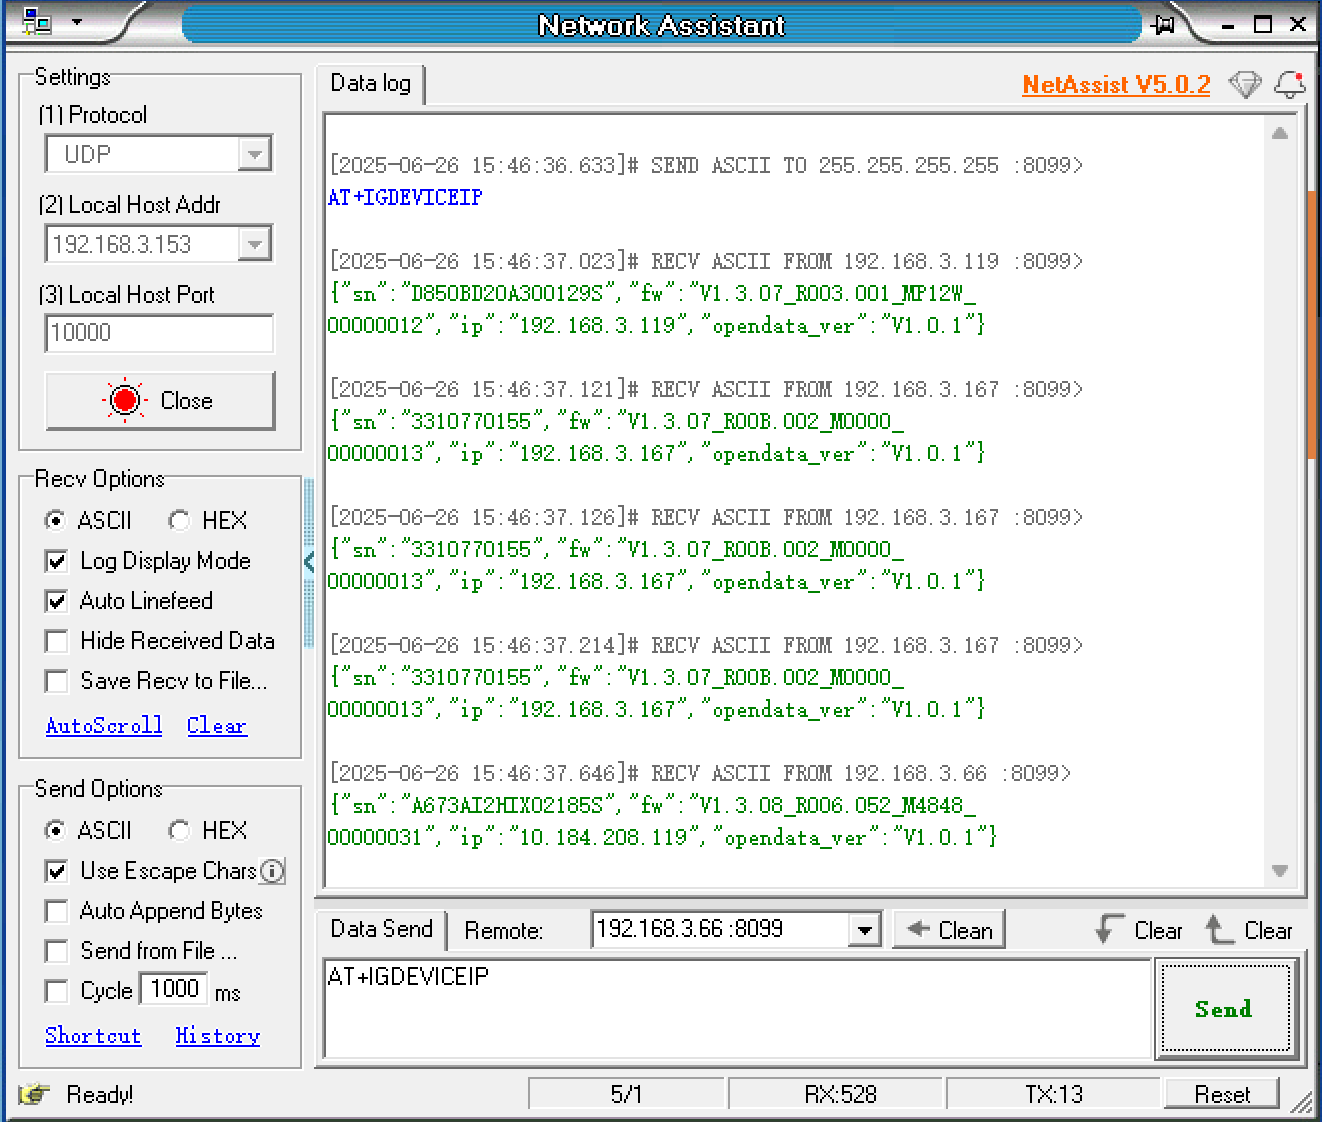 Network Assistant
Settings
(1) Protocol
UDP
(2) Local Host Addr
192.168.3.153
(3) Local Host Port
10000
Close
Recv Options
ASCII HEX
Log Display Mode
Auto Linefeed
Hide Received Data
Save Recv to File...
AutoScroll Clear
Send Options
ASCII HEX
Use Escape Chars
Auto Append Bytes
Send from File ...
Cycle 1000 ms
Shortcut History
Data log
NetAssist V5.0.2
[2025-06-26 15:46:36.633]# SEND ASCII TO 255.255.255.255 :8099>
AT+IGDEVICEIP
[2025-06-26 15:46:37.023]# RECV ASCII FROM 192.168.3.119 :8099>
{"sn":"D850BD20A300129S","fw":"V1.3.07_R003.001_MP12W_
00000012","ip":"192.168.3.119","opendata_ver":"V1.0.1"}
[2025-06-26 15:46:37.121]# RECV ASCII FROM 192.168.3.167 :8099>
{"sn":"3310770155","fw":"V1.3.07_R00B.002_M0000_
00000013","ip":"192.168.3.167","opendata_ver":"V1.0.1"}
[2025-06-26 15:46:37.126]# RECV ASCII FROM 192.168.3.167 :8099>
{"sn":"3310770155","fw":"V1.3.07_R00B.002_M0000_
00000013","ip":"192.168.3.167","opendata_ver":"V1.0.1"}
[2025-06-26 15:46:37.214]# RECV ASCII FROM 192.168.3.167 :8099>
{"sn":"3310770155","fw":"V1.3.07_R00B.002_M0000_
00000013","ip":"192.168.3.167","opendata_ver":"V1.0.1"}
[2025-06-26 15:46:37.646]# RECV ASCII FROM 192.168.3.66 :8099>
{"sn":"A673AI2HIX02185S","fw":"V1.3.08_R006.052_M4848_
00000031","ip":"10.184.208.119","opendata_ver":"V1.0.1"}
Data Send Remote: 192.168.3.66 :8099 Clean Clear Clear
AT+IGDEVICEIP
Send
Ready! 5/1 RX:528 TX:13 Reset